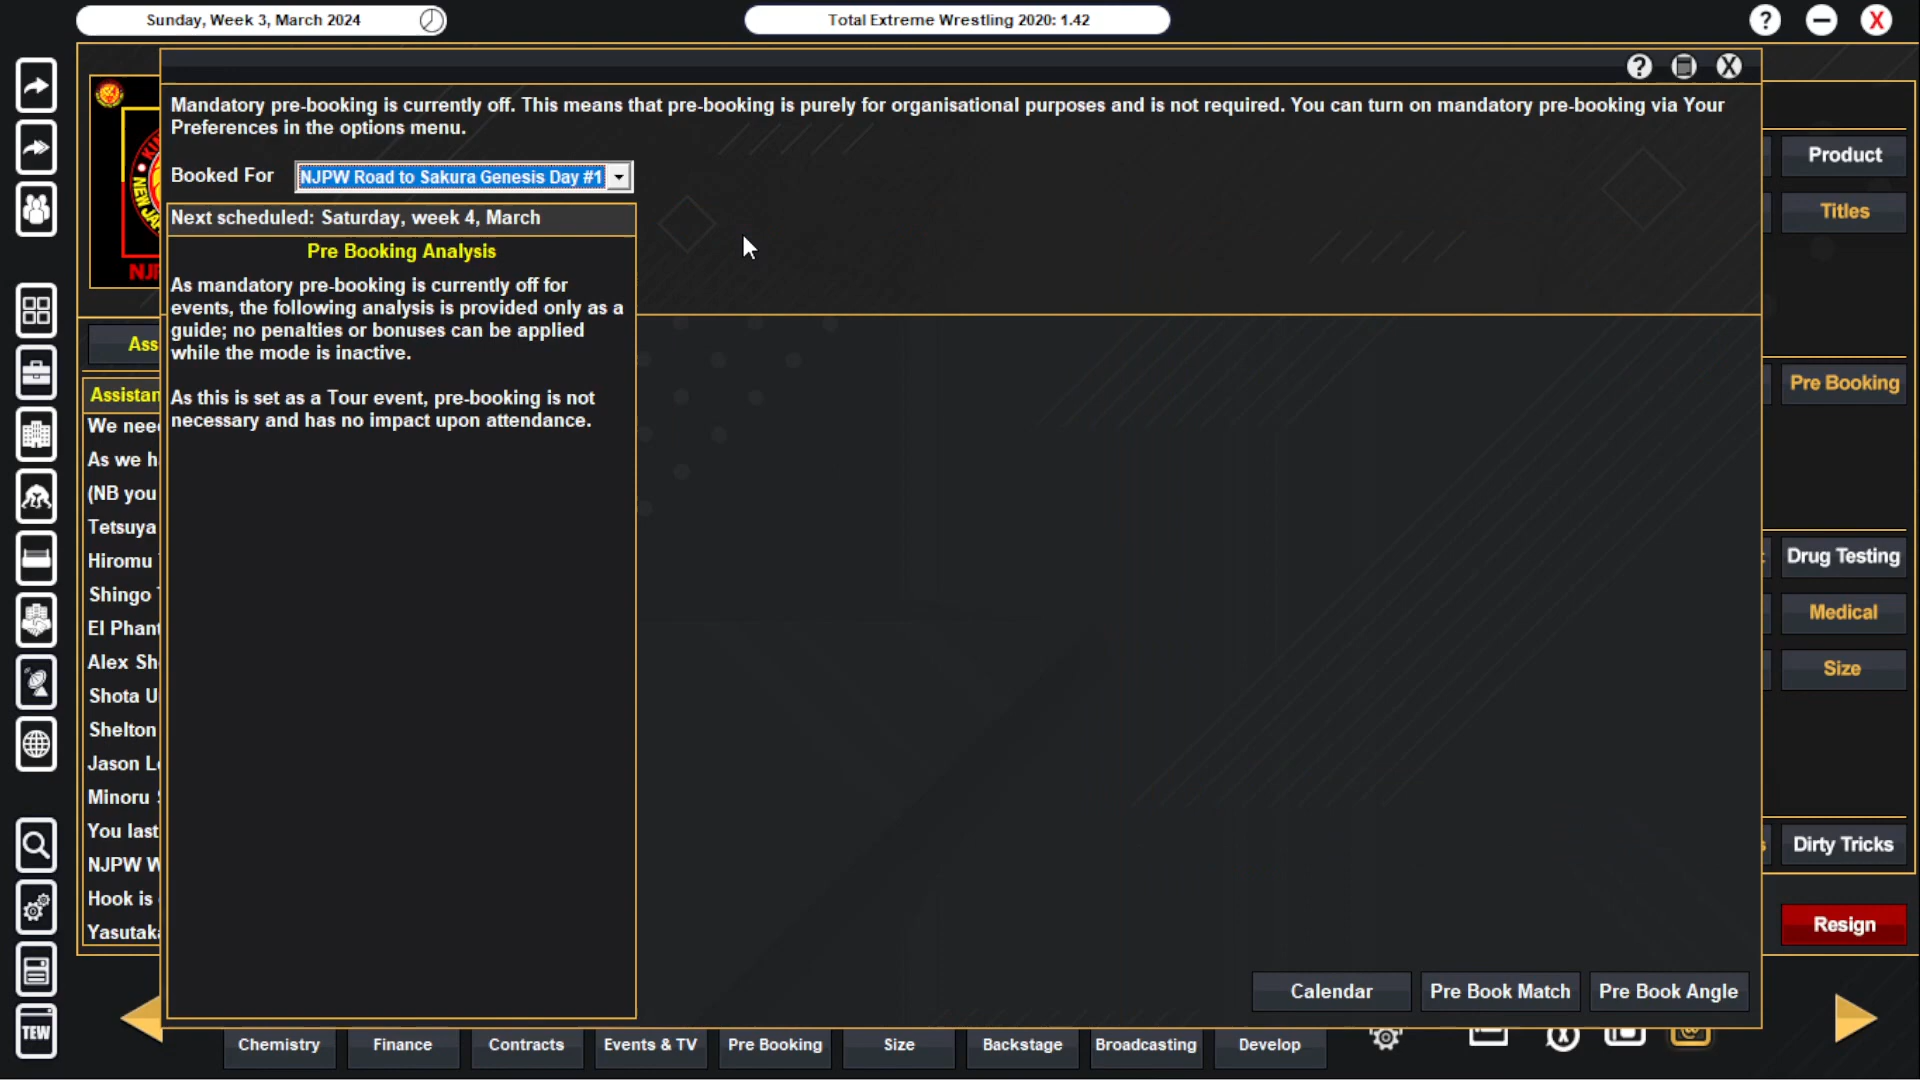 Sunday, Week 3, March 2024
Total Extreme Wrestling 2020: 1.42
?
X
? X
Mandatory pre-booking is currently off. This means that pre-booking is purely for organisational purposes and is not required. You can turn on mandatory pre-booking via Your
Preferences in the options menu.
Booked For
NJPW Road to Sakura Genesis Day #1
Next scheduled: Saturday, week 4, March
Pre Booking Analysis
As mandatory pre-booking is currently off for
events, the following analysis is provided only as a
guide; no penalties or bonuses can be applied
while the mode is inactive.
As this is set as a Tour event, pre-booking is not
necessary and has no impact upon attendance.
Ass
Assistan
We need
As we h
(NB you
Tetsuya
Hiromu
Shingo
El Phant
Alex Sh
Shota U
Shelton
Jason L
Minoru
You last
NJPW W
Hook is
Yasutaka
Product
Titles
Pre Booking
Drug Testing
Medical
Size
Dirty Tricks
Resign
Calendar
Pre Book Match
Pre Book Angle
TEW
Chemistry
Finance
Contracts
Events & TV
Pre Booking
Size
Backstage
Broadcasting
Develop